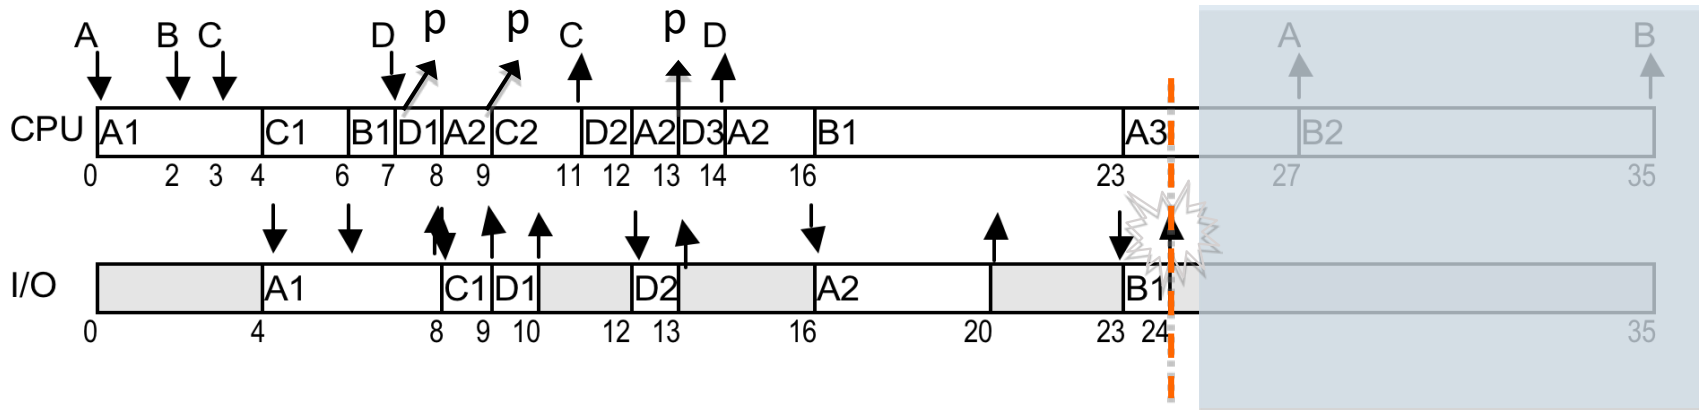 A B C D p p C p D A B
CPU A1 C1 B1 D1 A2 C2 D2 A2 D3 A2 B1 A3 B2
0 2 3 4 6 7 8 9 11 12 13 14 16 23 27 35
I/O A1 C1 D1 D2 A2 B1
0 4 8 9 10 12 13 16 20 23 24 35